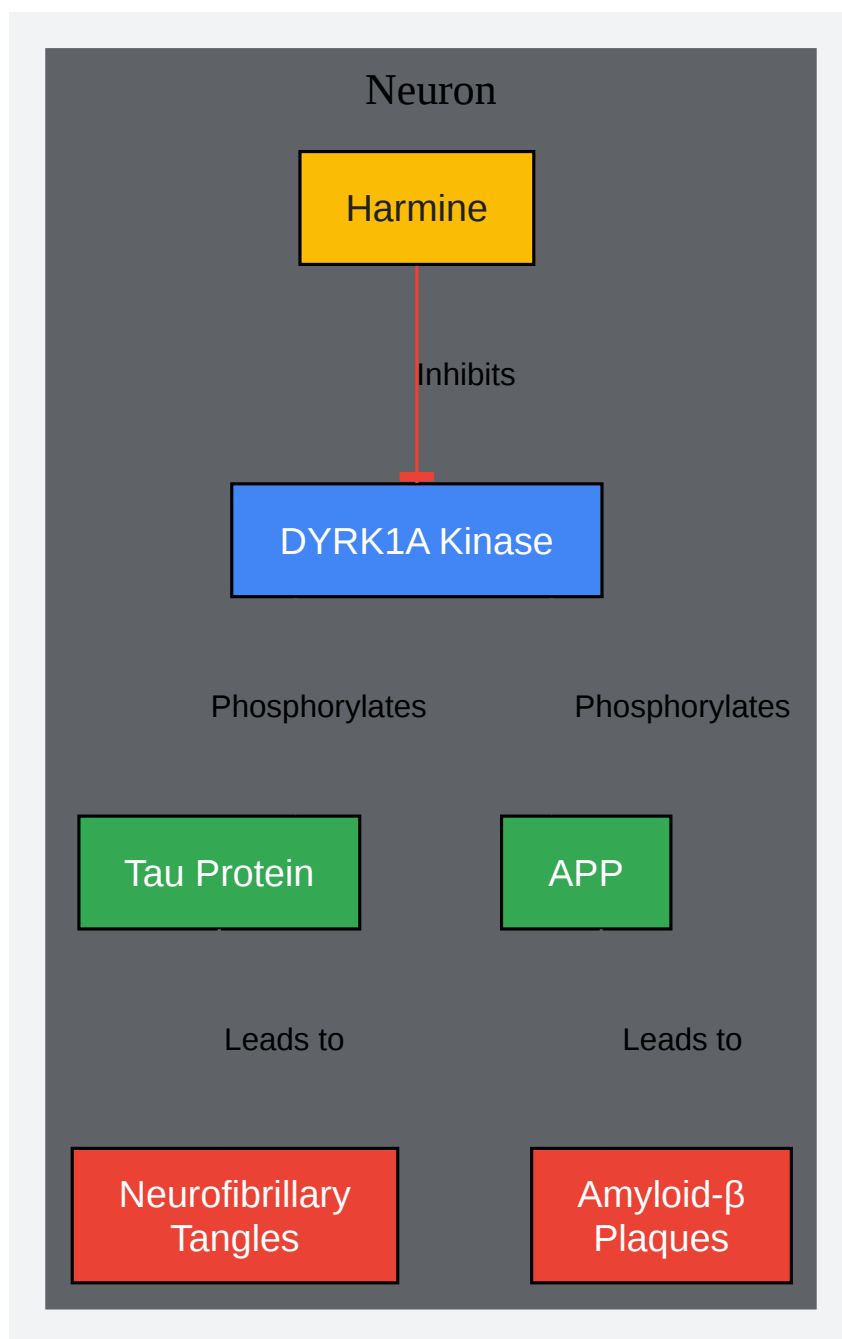 Neuron
Harmine
Inhibits
DYRK1A Kinase
Phosphorylates
Phosphorylates
Tau Protein
APP
Leads to
Leads to
Neurofibrillary
Tangles
Amyloid-β
Plaques